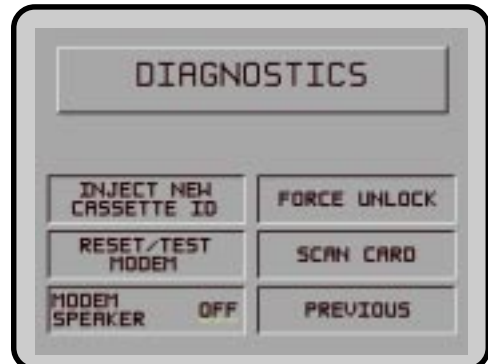 DIAGNOSTICS
INJECT NEW
CASSETTE ID
FORCE UNLOCK
RESET/TEST
MODEM
SCAN CARD
MODEM
SPEAKER OFF
PREVIOUS